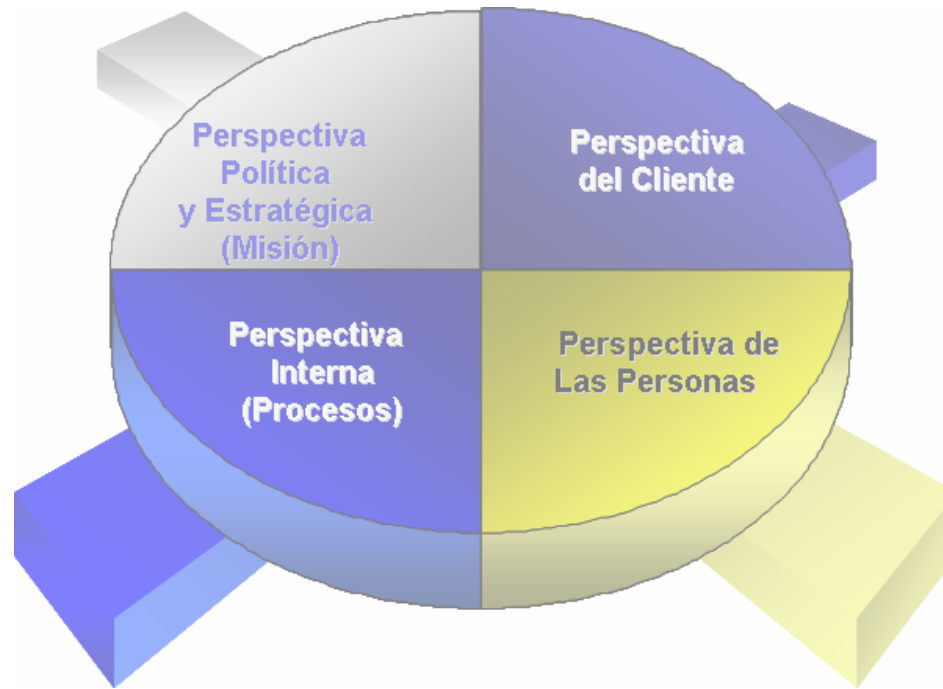 Perspectiva
Política
y Estratégica
(Misión)
Perspectiva
del Cliente
Perspectiva
Interna
(Procesos)
Perspectiva de
Las Personas